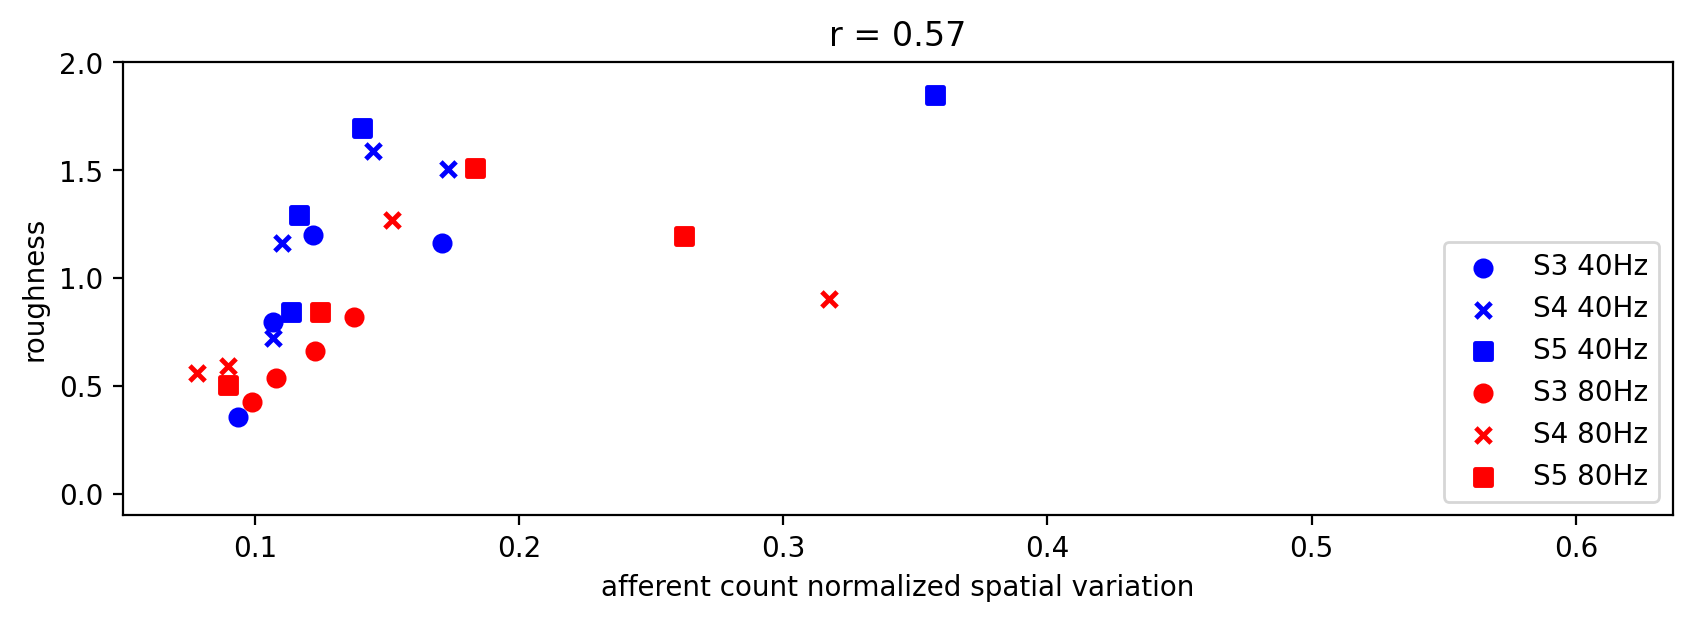 r = 0.57
2.0
1.5
1.0
0.5
0.0
roughness
0.1 0.2 0.3 0.4 0.5 0.6
afferent count normalized spatial variation
S3 40Hz
S4 40Hz
S5 40Hz
S3 80Hz
S4 80Hz
S5 80Hz